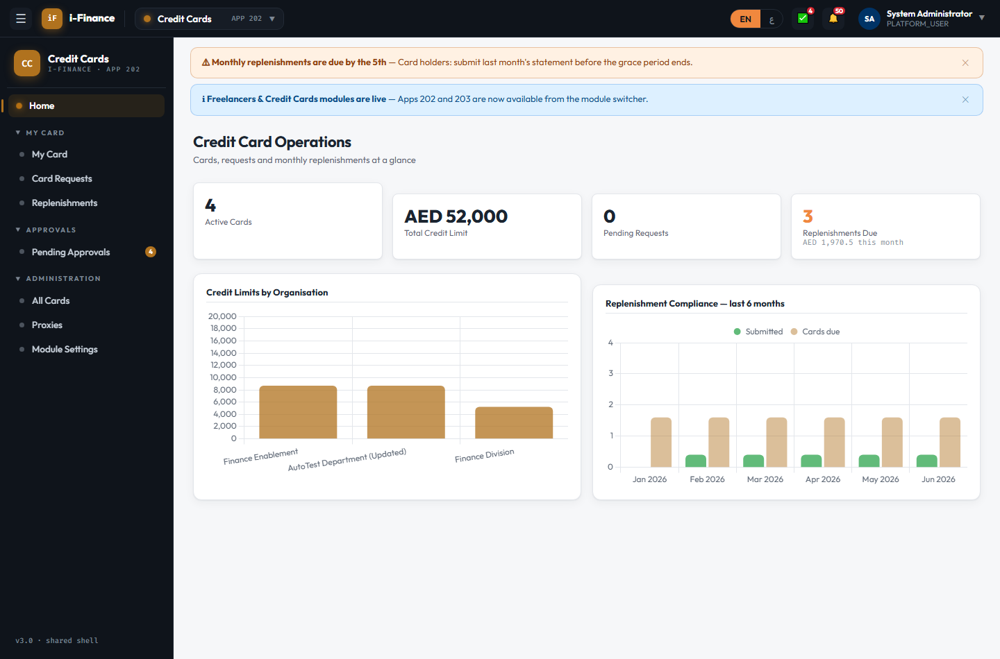 ☰ iF i-Finance Credit Cards APP 202 ▼ EN ع 4 50 SA System Administrator ▼
PLATFORM_USER
CC Credit Cards
I-FINANCE · APP 202
Home
▼ MY CARD
My Card
Card Requests
Replenishments
▼ APPROVALS
Pending Approvals 4
▼ ADMINISTRATION
All Cards
Proxies
Module Settings
v3.0 · shared shell
⚠ Monthly replenishments are due by the 5th — Card holders: submit last month's statement before the grace period ends. ×
ℹ Freelancers & Credit Cards modules are live — Apps 202 and 203 are now available from the module switcher. ×
Credit Card Operations
Cards, requests and monthly replenishments at a glance
4
Active Cards
AED 52,000
Total Credit Limit
0
Pending Requests
3
Replenishments Due
AED 1,970.5 this month
Credit Limits by Organisation
20,000
18,000
16,000
14,000
12,000
10,000
8,000
6,000
4,000
2,000
0
Finance Enablement
AutoTest Department (Updated)
Finance Division
Replenishment Compliance — last 6 months
Submitted Cards due
4
3
2
1
0
Jan 2026 Feb 2026 Mar 2026 Apr 2026 May 2026 Jun 2026